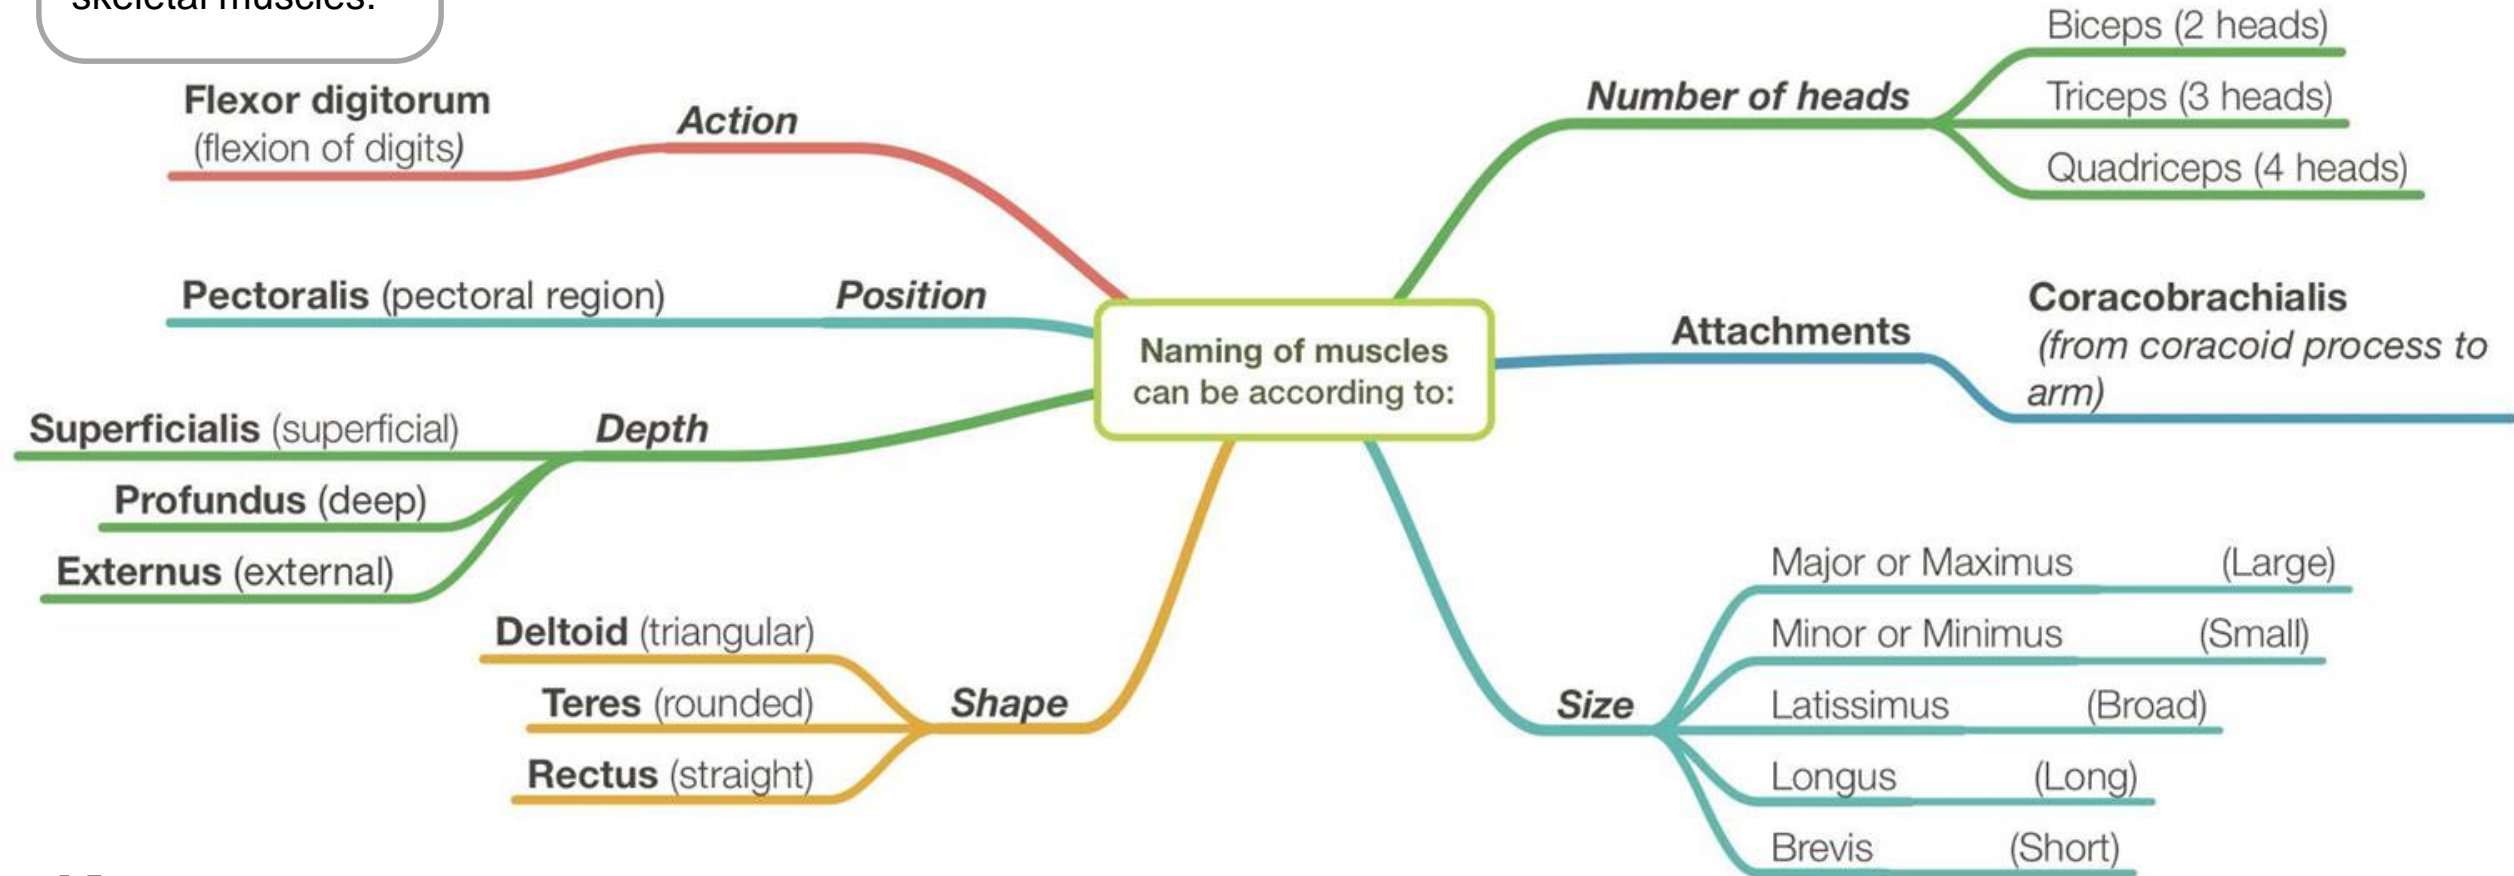 skeletal muscles.
Flexor digitorum
(flexion of digits)
Action
Pectoralis (pectoral region)
Position
Superficialis (superficial)
Depth
Profundus (deep)
Externus (external)
Deltoid (triangular)
Teres (rounded)
Shape
Rectus (straight)
Naming of muscles
can be according to:
Number of heads
Biceps (2 heads)
Triceps (3 heads)
Quadriceps (4 heads)
Attachments
Coracobrachialis
(from coracoid process to
arm)
Size
Major or Maximus (Large)
Minor or Minimus (Small)
Latissimus (Broad)
Longus (Long)
Brevis (Short)